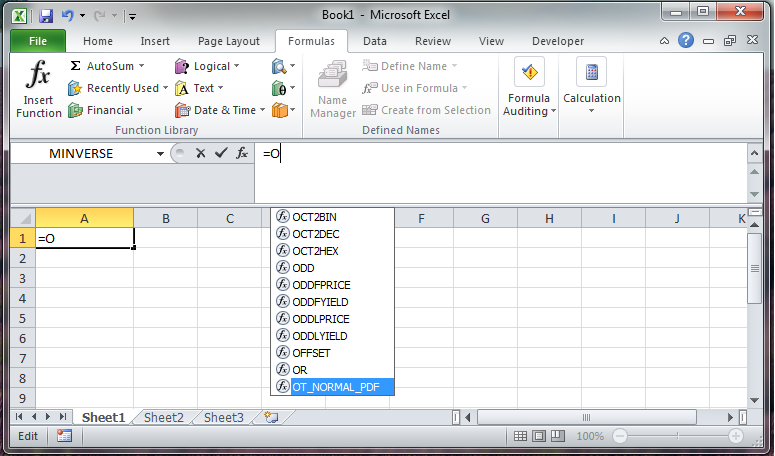 Book1 - Microsoft Excel
File Home Insert Page Layout Formulas Data Review View Developer
fx Insert Function
Σ AutoSum
Recently Used
Financial
Logical
Text
Date & Time
θ
Function Library
Name Manager
Define Name
Use in Formula
Create from Selection
Defined Names
Formula Auditing
Calculation
MINVERSE fx =O
A B C F G H I J K
1 =O
2
3
4
5
6
7
8
9
OCT2BIN
OCT2DEC
OCT2HEX
ODD
ODDFPRICE
ODDFYIELD
ODDLPRICE
ODDLYIELD
OFFSET
OR
OT_NORMAL_PDF
Sheet1 Sheet2 Sheet3
Edit 100%